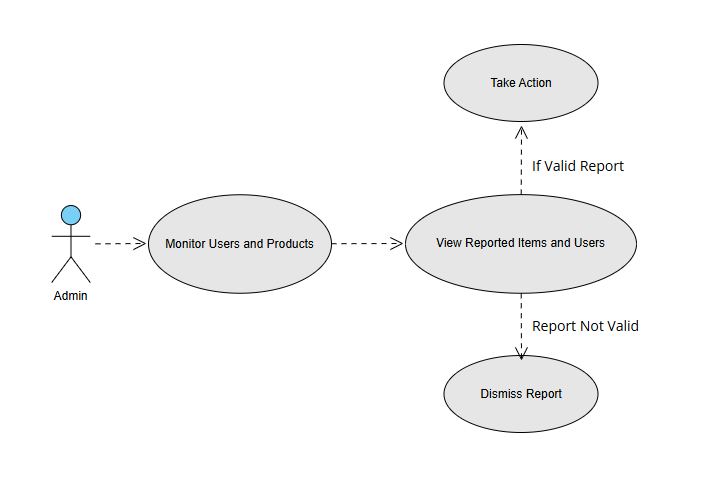 Take Action
If Valid Report
Monitor Users and Products
View Reported Items and Users
Admin
Report Not Valid
Dismiss Report